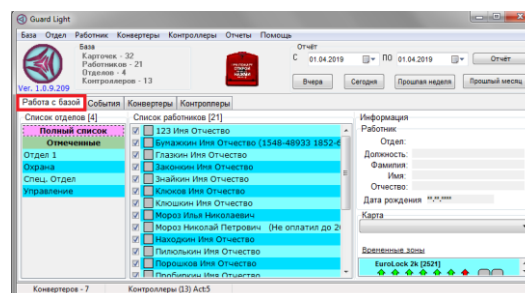 Guard Light
База Отдел Работник Конвертеры Контроллеры Отчеты Помощь
База
Карточек - 32
Работников - 21
Отделов - 4
Контроллеров - 13
Ver. 1.0.9.209
Отчёт
С 01.04.2019 ПО 01.04.2019 Отчёт
Вчера Сегодня Прошлая неделя Прошлый месяц
Работа с базой События Конвертеры Контроллеры
Список отделов [4]
Полный список
Отмеченные
Отдел 1
Охрана
Спец. Отдел
Управление
Список работников [21]
123 Имя Отчество
Бумажкин Имя Отчество (1548-48933 1852-6
Глазкин Имя Отчество
Законкин Имя Отчество
Знайкин Имя Отчество
Клюков Имя Отчество
Клюшкин Имя Отчество
Мороз Илья Николаевич
Мороз Николай Петрович (Не оплатил до 2
Находкин Имя Отчество
Пилюлькин Имя Отчество
Порошков Имя Отчество
Пробиркин Имя Отчество
Информация
Работник
Отдел:
Должность:
Фамилия:
Имя:
Отчество:
Дата рождения **.**.****
Карта
Временные зоны
EuroLock 2k [2521]
Конвертеров - 7 Контроллеры (13) Act:5